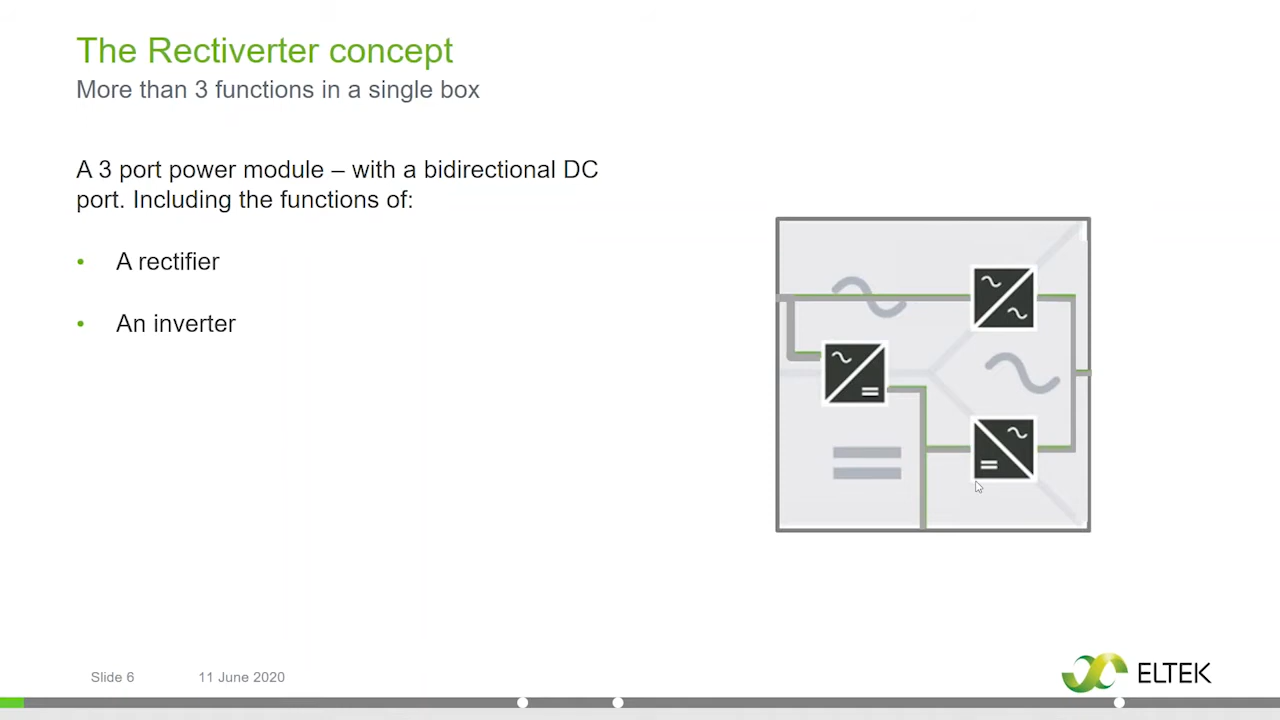 The Rectiverter concept
More than 3 functions in a single box
A 3 port power module – with a bidirectional DC
port. Including the functions of:
• A rectifier
• An inverter
Slide 6 11 June 2020
ELTEK